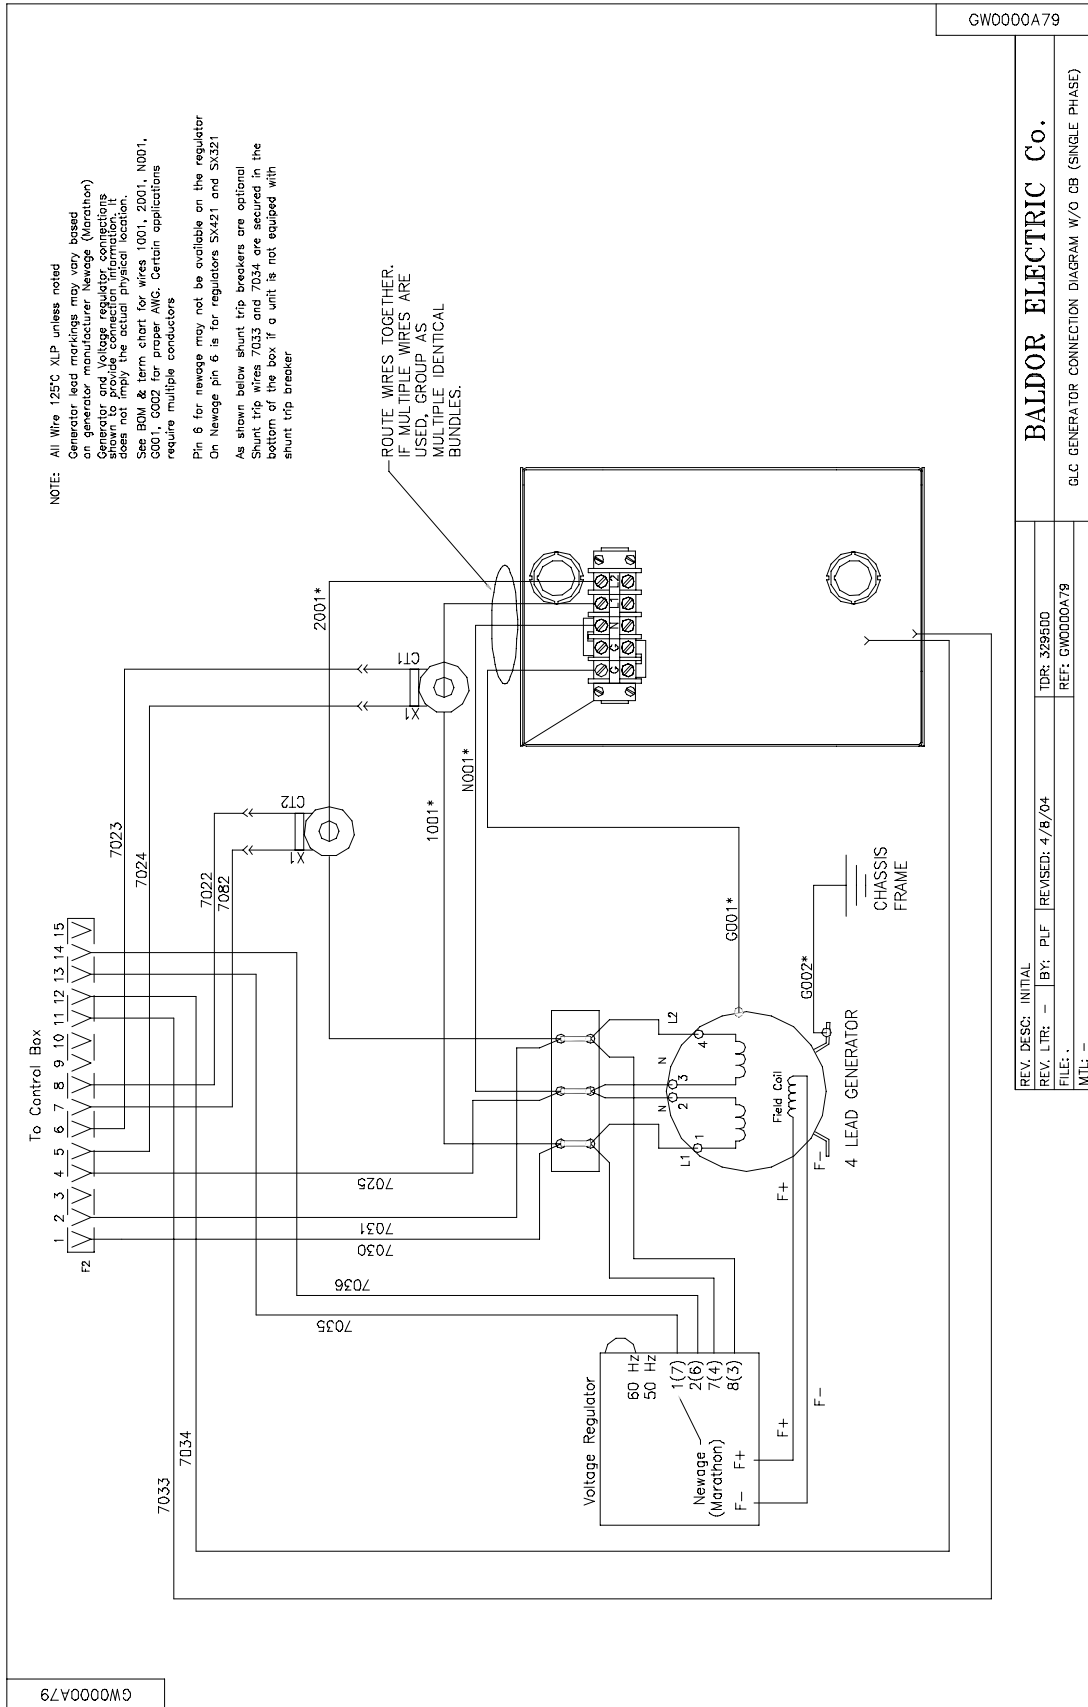 GW0000A79
NOTE: All Wire 125°C XLP unless noted
Generator lead markings may vary based
on generator manufacturer Newage (Marathon)
Generator and Voltage regulator connections
shown to provide connection information. It
does not imply the actual physical location.
See BOM & term chart for wires 1001, 2001, N001,
G001, G002 for proper AWG. Certain applications
require multiple conductors
Pin 6 for newage may not be available on the regulator
On Newage pin 6 is for regulators SX421 and SX321
As shown below shunt trip breakers are optional
Shunt trip wires 7033 and 7034 are secured in the
bottom of the box if a unit is not equiped with
shunt trip breaker
ROUTE WIRES TOGETHER.
IF MULTIPLE WIRES ARE
USED, GROUP AS
MULTIPLE IDENTICAL
BUNDLES.
To Control Box
1 2 3 4 5 6 7 8 9 10 11 12 13 14 15
F2
7033
7034
7035
7036
7030
7031
7025
7022
7082
7023
7024
X1
CT2
X1
CT1
2001*
1001*
N001*
G001*
G002*
G G N L1 L2
CHASSIS
FRAME
Voltage Regulator
60 Hz
50 Hz
1(7)
2(6)
7(4)
8(3)
Newage
(Marathon)
F- F+
F+
F-
F+
F-
L1 1
N 2
N 3
L2 4
Field Coil
4 LEAD GENERATOR
REV. DESC: INITIAL
REV. LTR: - BY: PLF REVISED: 4/8/04 TDR: 329500
FILE: . REF: GW0000A79
MTL: -
BALDOR ELECTRIC Co.
GLC GENERATOR CONNECTION DIAGRAM W/O CB (SINGLE PHASE)
GW0000A79